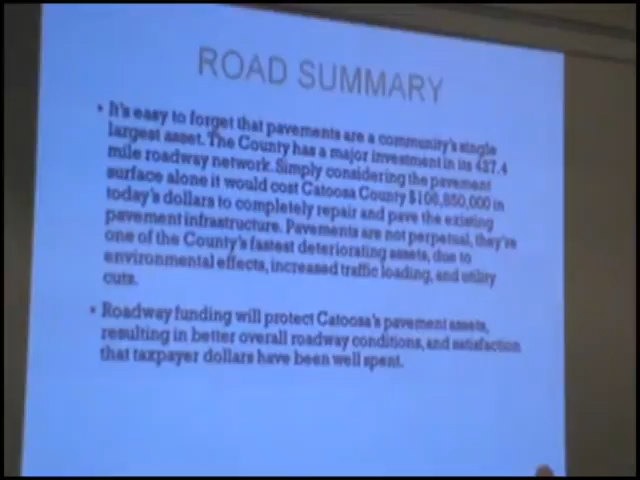 ROAD SUMMARY
• It's easy to forget that pavements are a community's single
largest asset. The County has a major investment in its 437.4
mile roadway network. Simply considering the pavement
surface alone it would cost Catoosa County $100,850,000 in
today's dollars to completely repair and pave the existing
pavement infrastructure. Pavements are not perpetual, they're
one of the County's fastest deteriorating assets, due to
environmental effects, increased traffic loading, and utility
cuts.
• Roadway funding will protect Catoosa's pavement assets,
resulting in better overall roadway conditions, and satisfaction
that taxpayer dollars have been well spent.